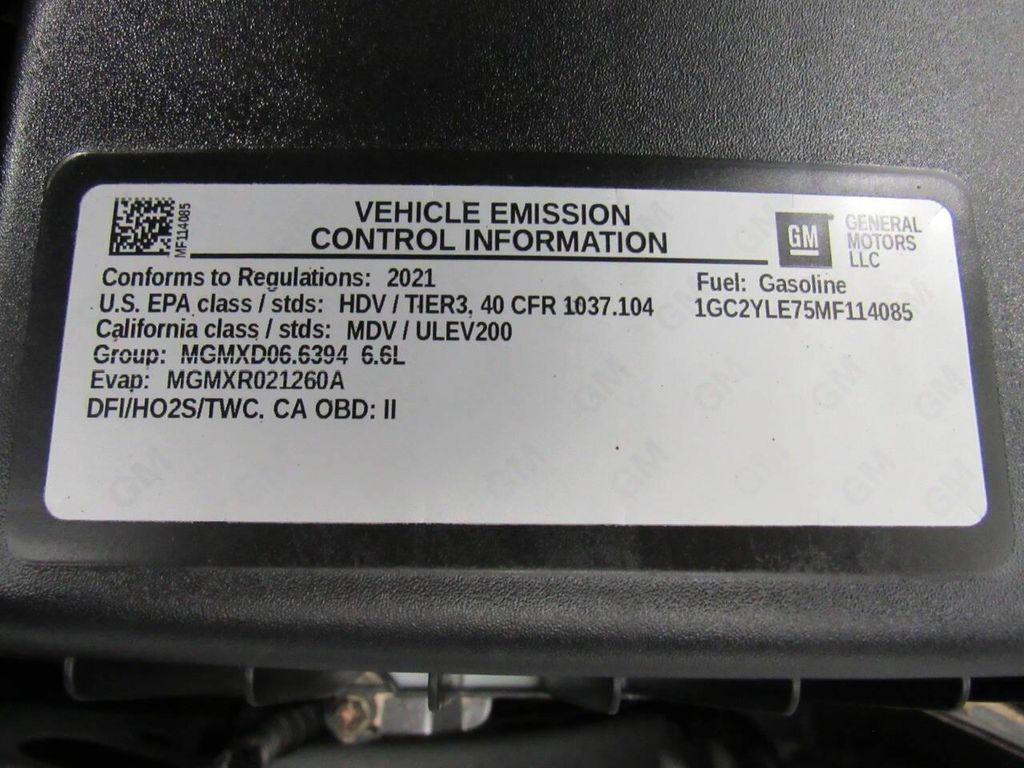 MF114085
VEHICLE EMISSION
CONTROL INFORMATION
GM
GENERAL
MOTORS
LLC
Conforms to Regulations: 2021
Fuel: Gasoline
U.S. EPA class / stds: HDV / TIER3, 40 CFR 1037.104
1GC2YLE75MF114085
California class / stds: MDV / ULEV200
Group: MGMXD06.6394 6.6L
Evap: MGMXR021260A
DFI/HO2S/TWC. CA OBD: II